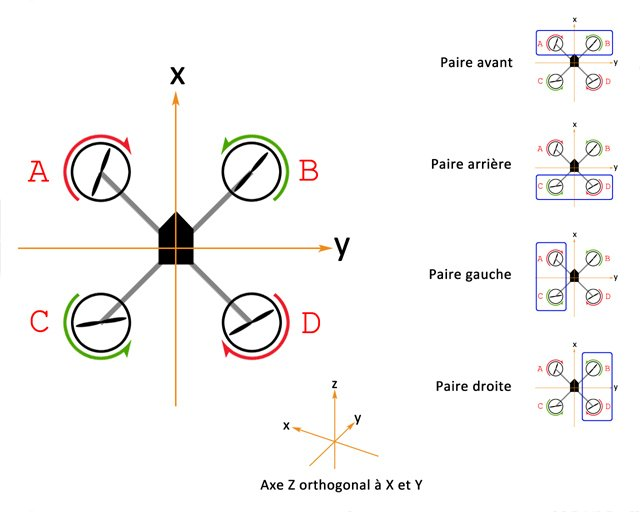 x
A
B
y
C
D
z
x
y
Axe Z orthogonal à X et Y
Paire avant
x
A
B
y
C
D
Paire arrière
x
A
B
y
C
D
Paire gauche
x
A
B
y
C
D
Paire droite
x
A
B
y
C
D